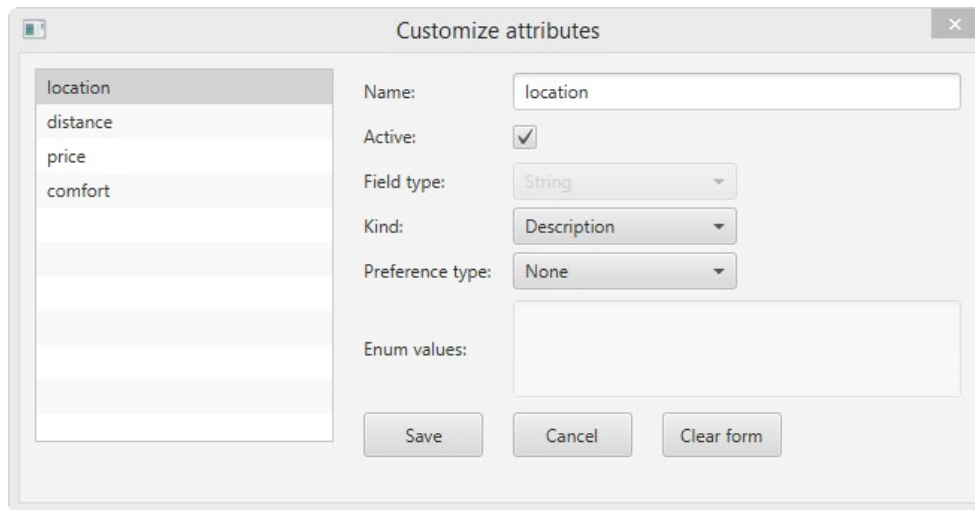 Customize attributes
location
distance
price
comfort
Name: location
Active:
Field type: String
Kind: Description
Preference type: None
Enum values:
Save Cancel Clear form